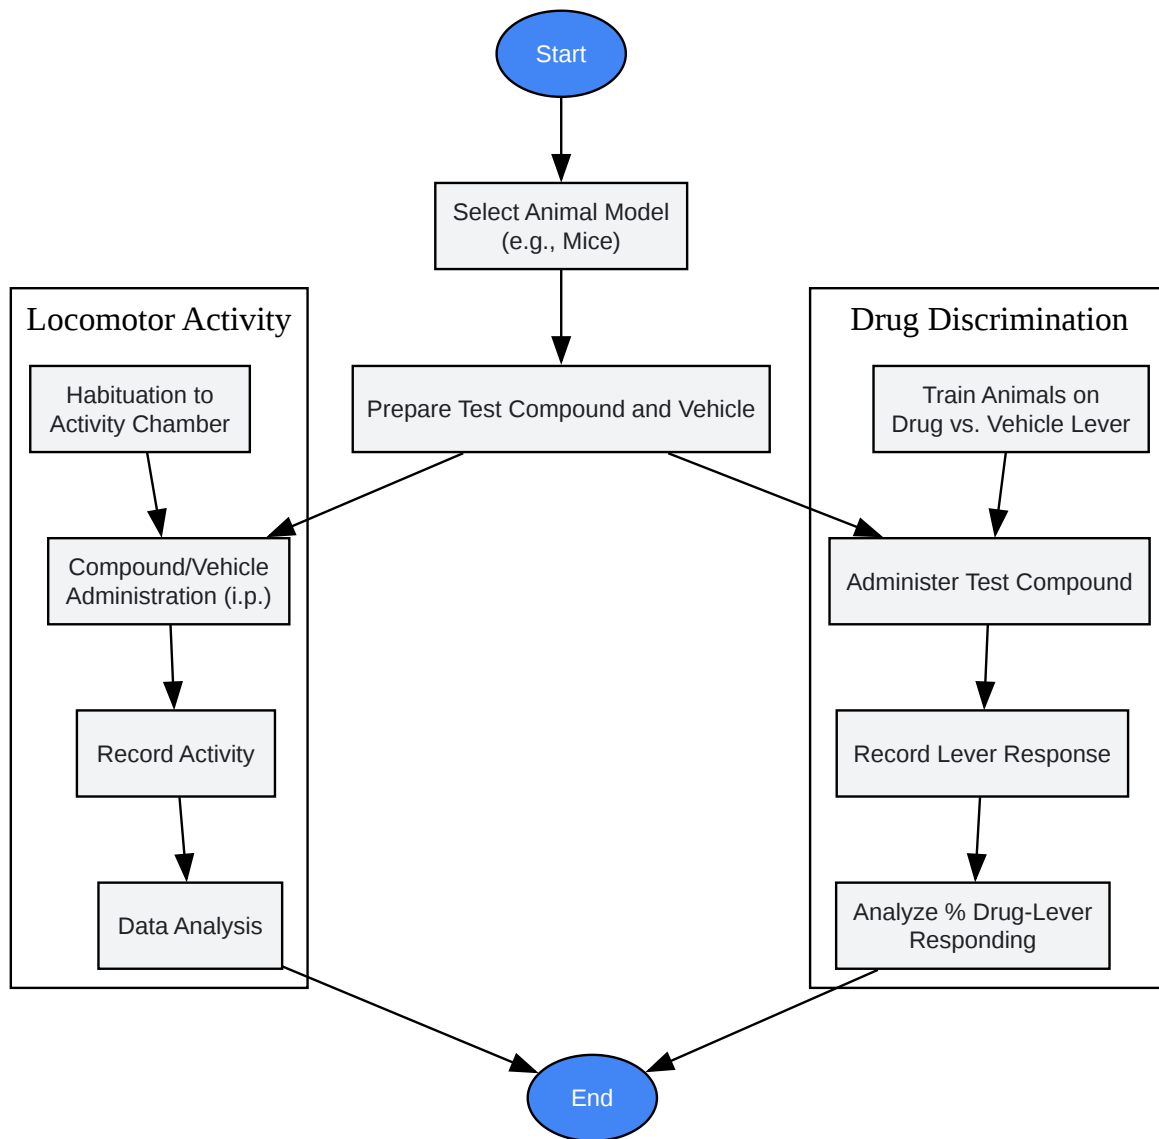 Start
Select Animal Model
(e.g., Mice)
Locomotor Activity
Drug Discrimination
Habituation to
Activity Chamber
Prepare Test Compound and Vehicle
Train Animals on
Drug vs. Vehicle Lever
Compound/Vehicle
Administration (i.p.)
Administer Test Compound
Record Activity
Record Lever Response
Data Analysis
Analyze % Drug-Lever
Responding
End